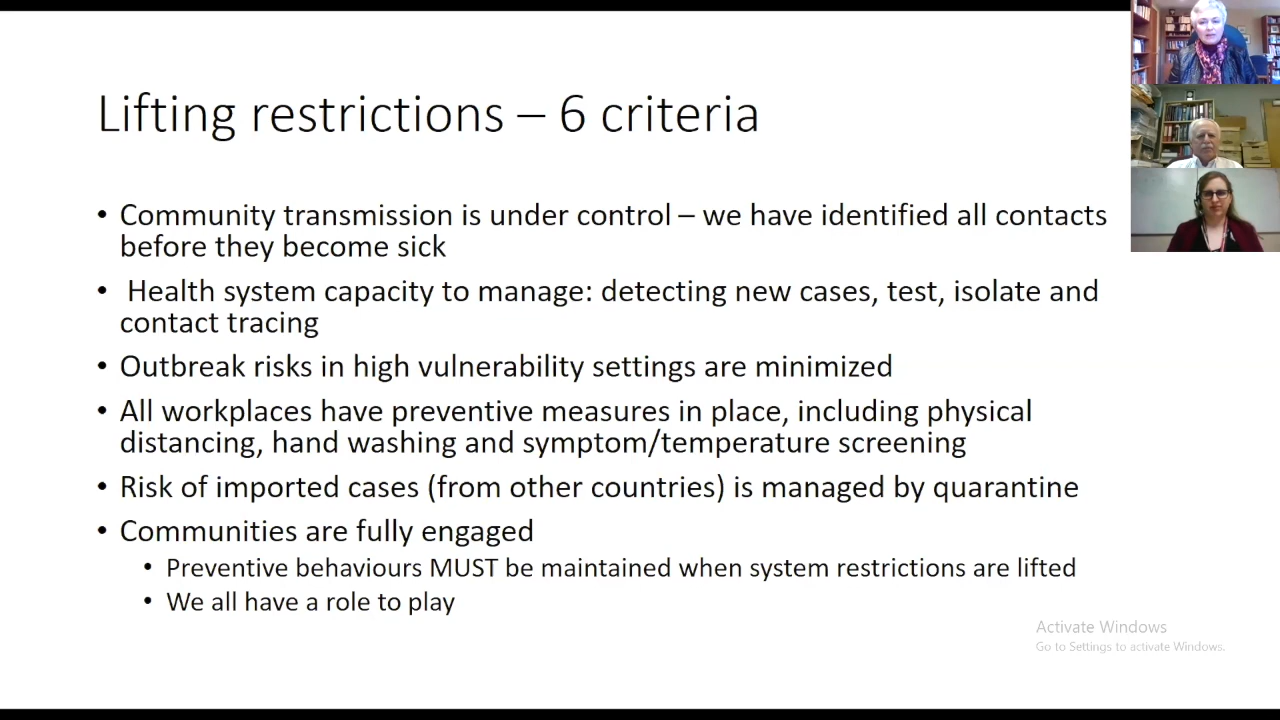 Lifting restrictions – 6 criteria
• Community transmission is under control – we have identified all contacts
before they become sick
• Health system capacity to manage: detecting new cases, test, isolate and
contact tracing
• Outbreak risks in high vulnerability settings are minimized
• All workplaces have preventive measures in place, including physical
distancing, hand washing and symptom/temperature screening
• Risk of imported cases (from other countries) is managed by quarantine
• Communities are fully engaged
• Preventive behaviours MUST be maintained when system restrictions are lifted
• We all have a role to play
Activate Windows
Go to Settings to activate Windows.